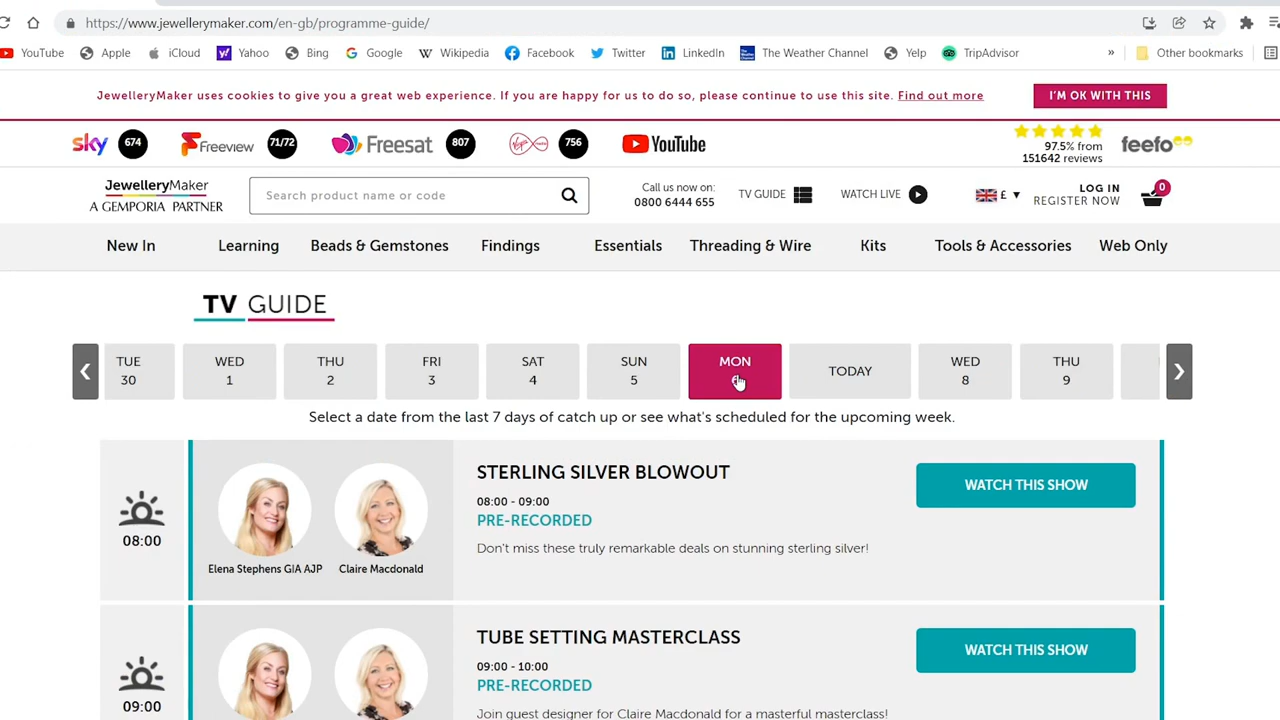 https://www.jewellerymaker.com/en-gb/programme-guide/
YouTube Apple iCloud Yahoo Bing Google Wikipedia Facebook Twitter LinkedIn The Weather Channel Yelp TripAdvisor » Other bookmarks
JewelleryMaker uses cookies to give you a great web experience. If you are happy for us to do so, please continue to use this site. Find out more
I'M OK WITH THIS
sky 674 Freeview 71/72 Freesat 807 756 YouTube
97.5% from
151642 reviews
feefo
JewelleryMaker
A GEMPORIA PARTNER
Search product name or code
Call us now on:
0800 6444 655
TV GUIDE
WATCH LIVE
£ ▼
LOG IN
REGISTER NOW
0
New In Learning Beads & Gemstones Findings Essentials Threading & Wire Kits Tools & Accessories Web Only
TV GUIDE
TUE
30
WED
1
THU
2
FRI
3
SAT
4
SUN
5
MON
TODAY
WED
8
THU
9
Select a date from the last 7 days of catch up or see what's scheduled for the upcoming week.
08:00
Elena Stephens GIA AJP
Claire Macdonald
STERLING SILVER BLOWOUT
08:00 - 09:00
PRE-RECORDED
Don't miss these truly remarkable deals on stunning sterling silver!
WATCH THIS SHOW
09:00
TUBE SETTING MASTERCLASS
09:00 - 10:00
PRE-RECORDED
Join guest designer for Claire Macdonald for a masterful masterclass!
WATCH THIS SHOW